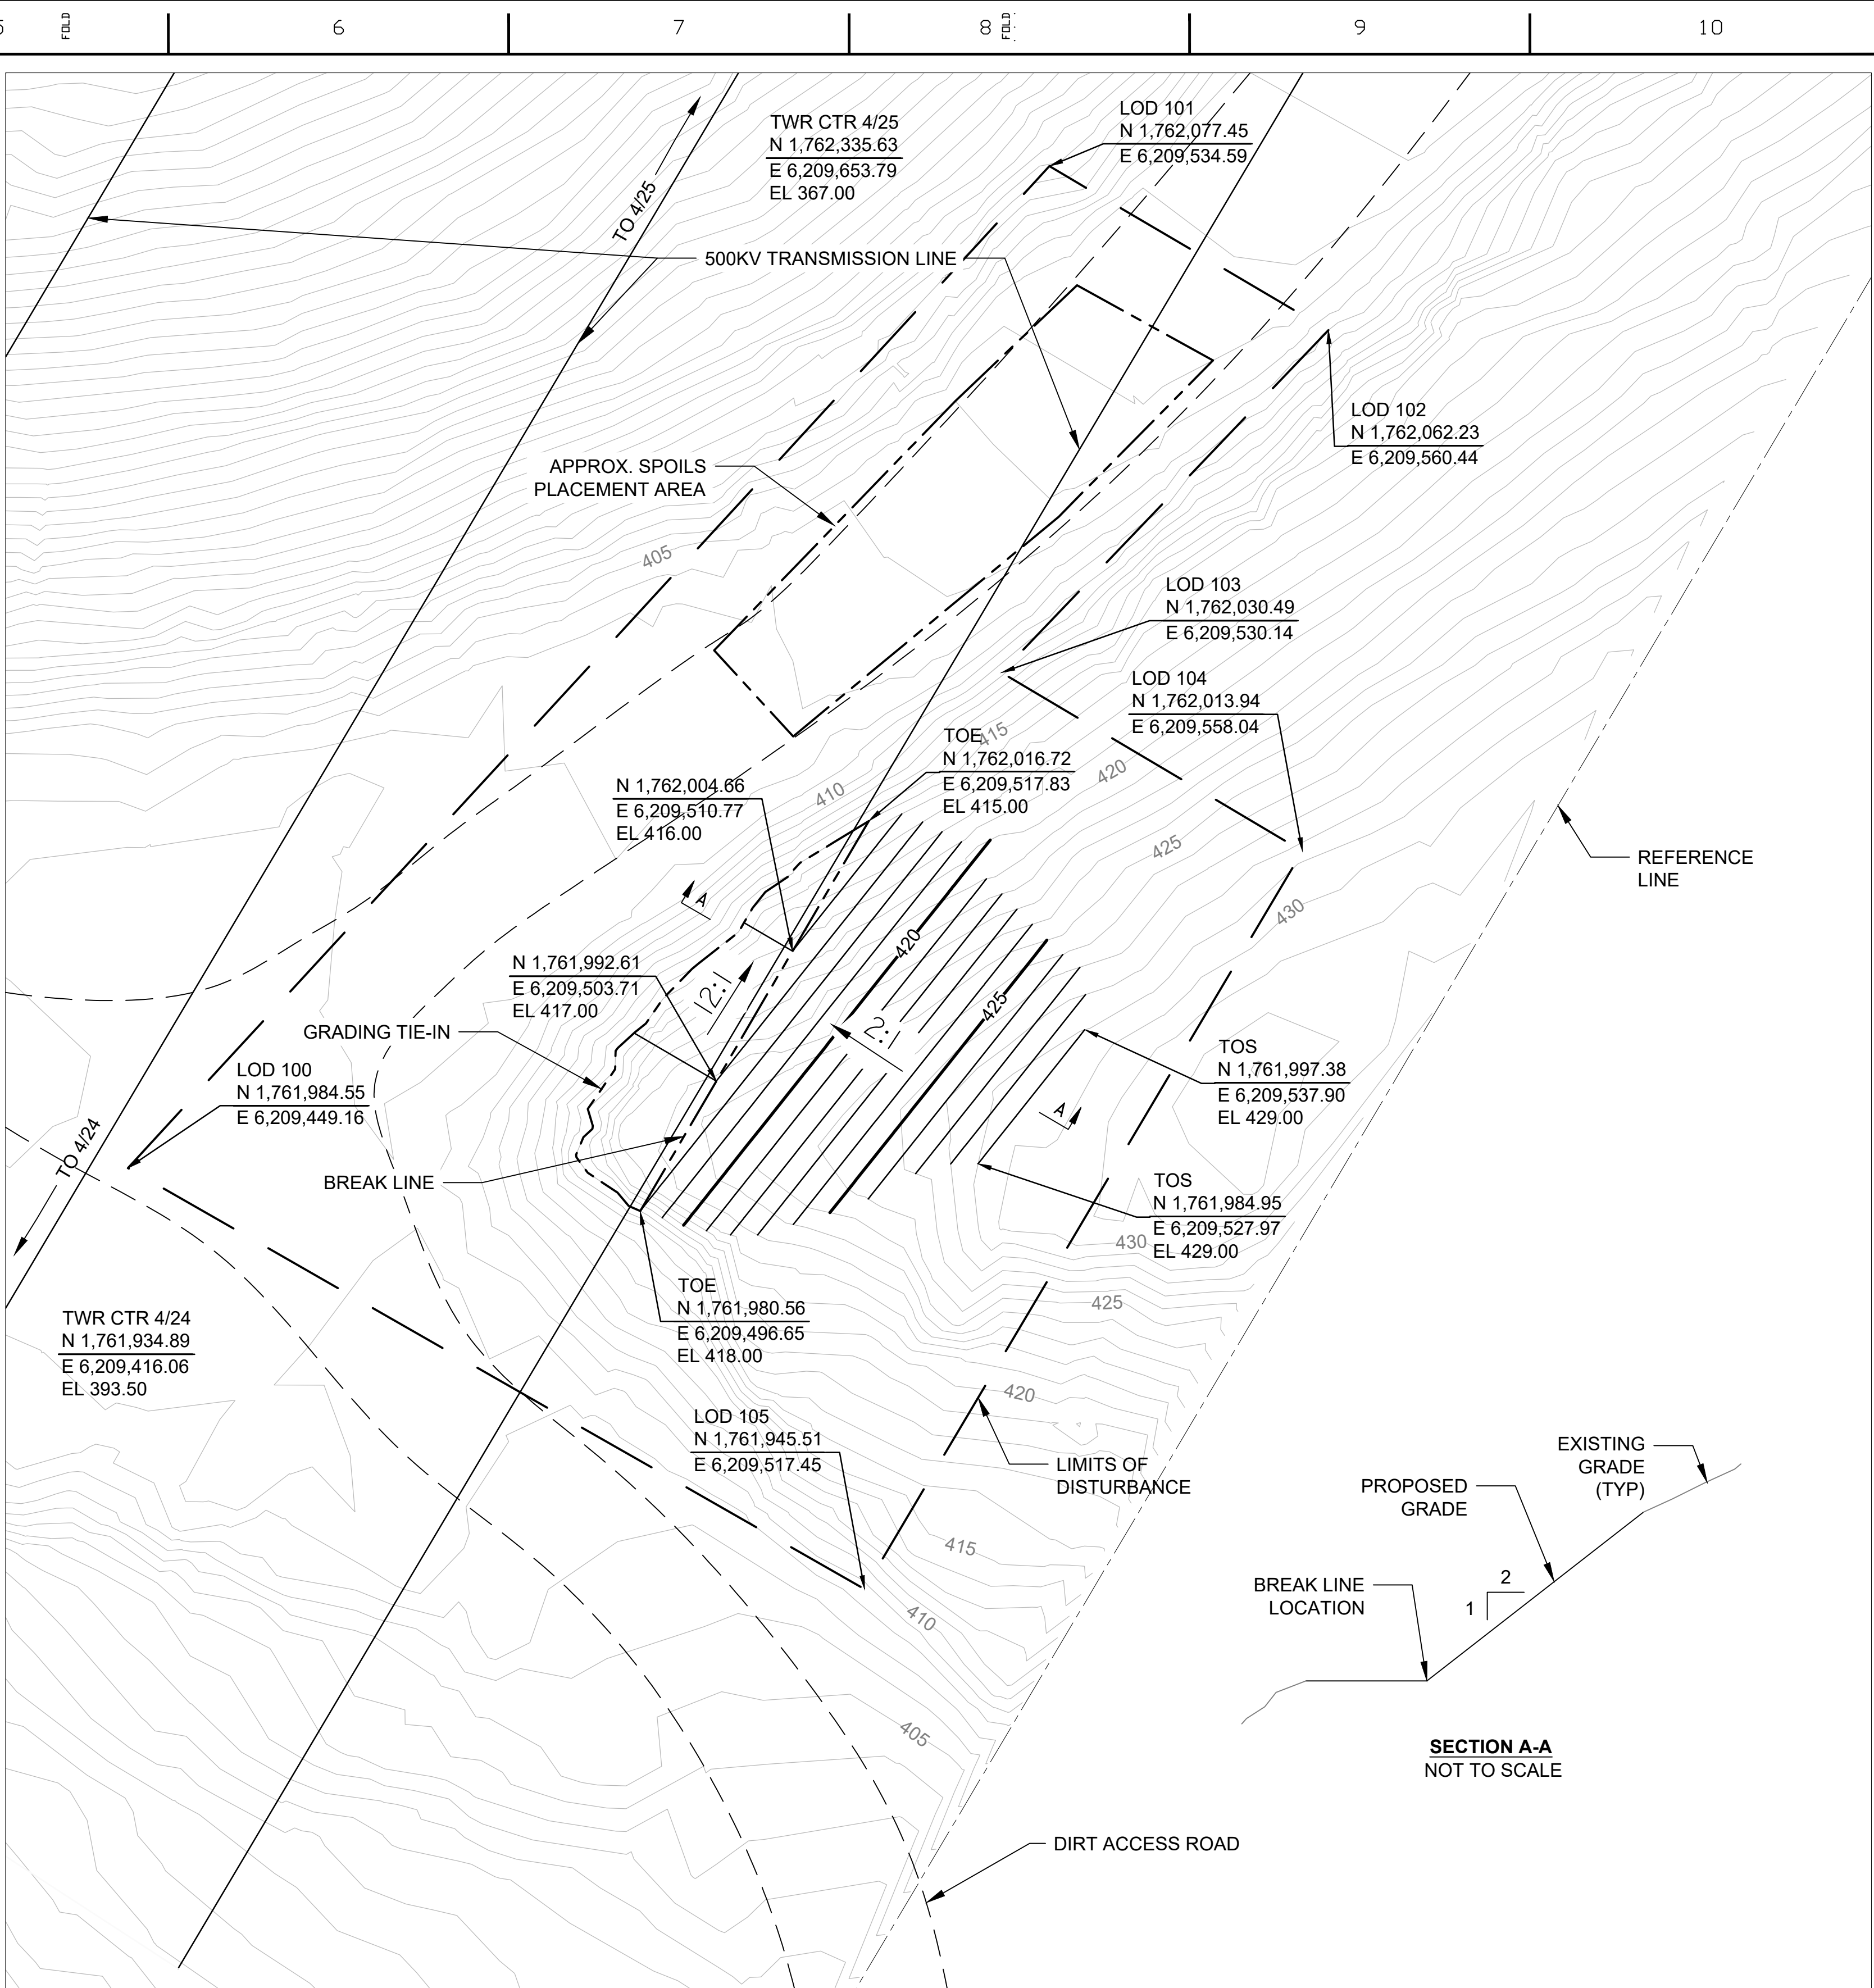 5
FOLD
6
7
8
FOLD
9
10
TWR CTR 4/25
N 1,762,335.63
E 6,209,653.79
EL 367.00
LOD 101
N 1,762,077.45
E 6,209,534.59
TO 4/25
500KV TRANSMISSION LINE
LOD 102
N 1,762,062.23
E 6,209,560.44
APPROX. SPOILS
PLACEMENT AREA
405
LOD 103
N 1,762,030.49
E 6,209,530.14
LOD 104
N 1,762,013.94
E 6,209,558.04
415
TOE
N 1,762,016.72
E 6,209,517.83
EL 415.00
420
410
N 1,762,004.66
E 6,209,510.77
EL 416.00
425
REFERENCE
LINE
A
430
420
N 1,761,992.61
E 6,209,503.71
EL 417.00
12:1
425
2:1
GRADING TIE-IN
LOD 100
N 1,761,984.55
E 6,209,449.16
TOS
N 1,761,997.38
E 6,209,537.90
EL 429.00
A
TO 4/24
BREAK LINE
TOS
N 1,761,984.95
E 6,209,527.97
EL 429.00
430
TOE
N 1,761,980.56
E 6,209,496.65
EL 418.00
425
TWR CTR 4/24
N 1,761,934.89
E 6,209,416.06
EL 393.50
420
LOD 105
N 1,761,945.51
E 6,209,517.45
LIMITS OF
DISTURBANCE
EXISTING
GRADE
(TYP)
PROPOSED
GRADE
415
BREAK LINE
LOCATION
2
1
410
405
SECTION A-A
NOT TO SCALE
DIRT ACCESS ROAD